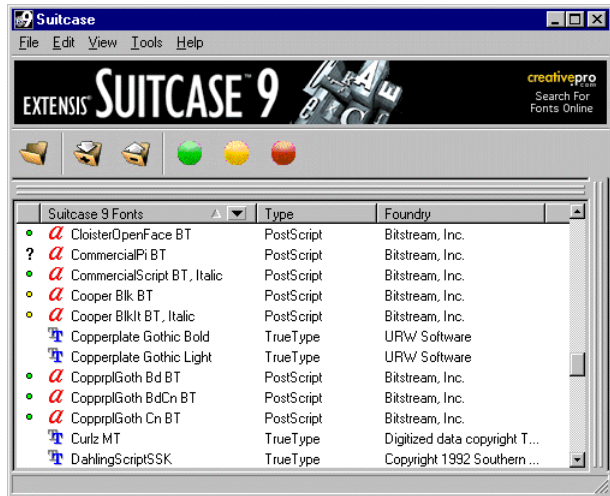 Suitcase
File Edit View Tools Help
EXTENSIS SUITCASE™ 9
creativepro
.com
Search For
Fonts Online
Suitcase 9 Fonts Type Foundry
CloisterOpenFace BT PostScript Bitstream, Inc.
? CommercialPi BT PostScript Bitstream, Inc.
CommercialScript BT, Italic PostScript Bitstream, Inc.
Cooper Blk BT PostScript Bitstream, Inc.
Cooper BlkIt BT, Italic PostScript Bitstream, Inc.
Copperplate Gothic Bold TrueType URW Software
Copperplate Gothic Light TrueType URW Software
CopprplGoth Bd BT PostScript Bitstream, Inc.
CopprplGoth BdCn BT PostScript Bitstream, Inc.
CopprplGoth Cn BT PostScript Bitstream, Inc.
Curlz MT TrueType Digitized data copyright T...
DahlingScriptSSK TrueType Copyright 1992 Southern ...